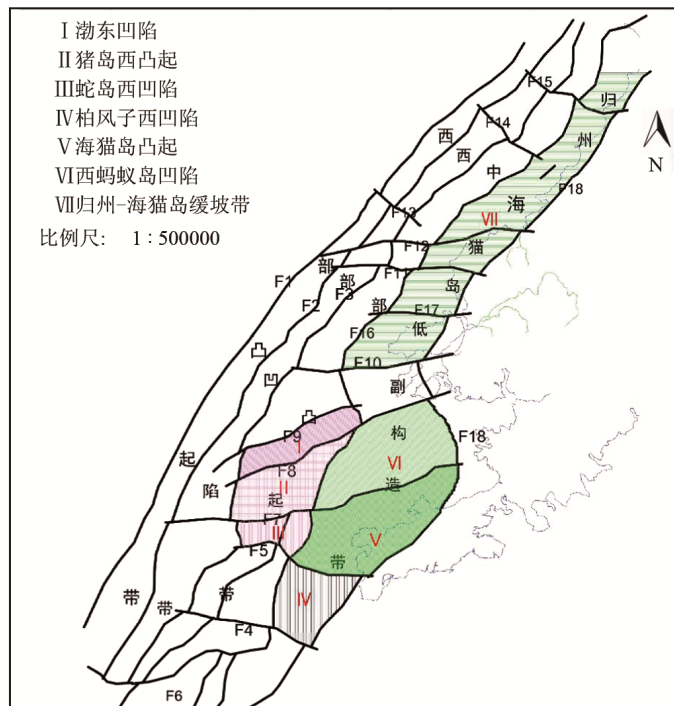 Ⅰ渤东凹陷
Ⅱ猪岛西凸起
Ⅲ蛇岛西凹陷
Ⅳ柏风子西凹陷
Ⅴ海猫岛凸起
Ⅵ西蚂蚁岛凹陷
Ⅶ归州-海猫岛缓坡带
比例尺: 1:500000
N
F15
归
F14
州
西
西
中
F18
海
F13
Ⅶ
F12
猫
部
F11
F1
部
F3
岛
F2
部
F17
F16
低
凸
F10
凹
副
凸
F9
构
F18
Ⅰ
起
F8
Ⅵ
Ⅱ
造
陷
起
F7
Ⅲ
Ⅴ
F5
带
带
带
带
Ⅳ
F4
F6